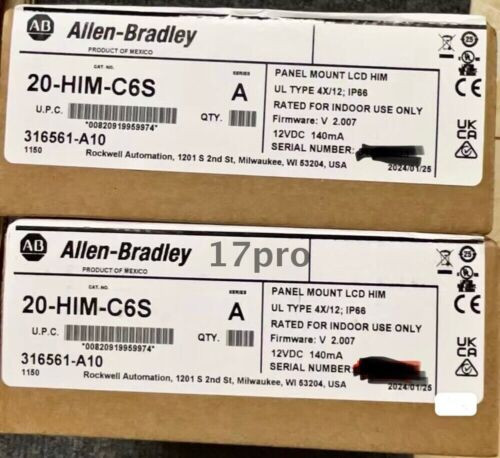 AB Allen-Bradley
PRODUCT OF MEXICO
CAT. NO. SERIES
20-HIM-C6S A
U.P.C. QTY.
*00820919959974*
316561-A10
1150
Rockwell Automation, 1201 S 2nd St, Milwaukee, WI 53204, USA
PANEL MOUNT LCD HIM
UL TYPE 4X/12; IP66
RATED FOR INDOOR USE ONLY
Firmware: V 2.007
12VDC 140mA
SERIAL NUMBER:
2024/01/25
25
UL
CE
UK
CA
17pro
AB Allen-Bradley
PRODUCT OF MEXICO
CAT. NO. SERIES
20-HIM-C6S A
U.P.C. QTY.
*00820919959974*
316561-A10
1150
Rockwell Automation, 1201 S 2nd St, Milwaukee, WI 53204, USA
PANEL MOUNT LCD HIM
UL TYPE 4X/12; IP66
RATED FOR INDOOR USE ONLY
Firmware: V 2.007
12VDC 140mA
SERIAL NUMBER:
2024/01/25
25
UL
CE
UK
CA